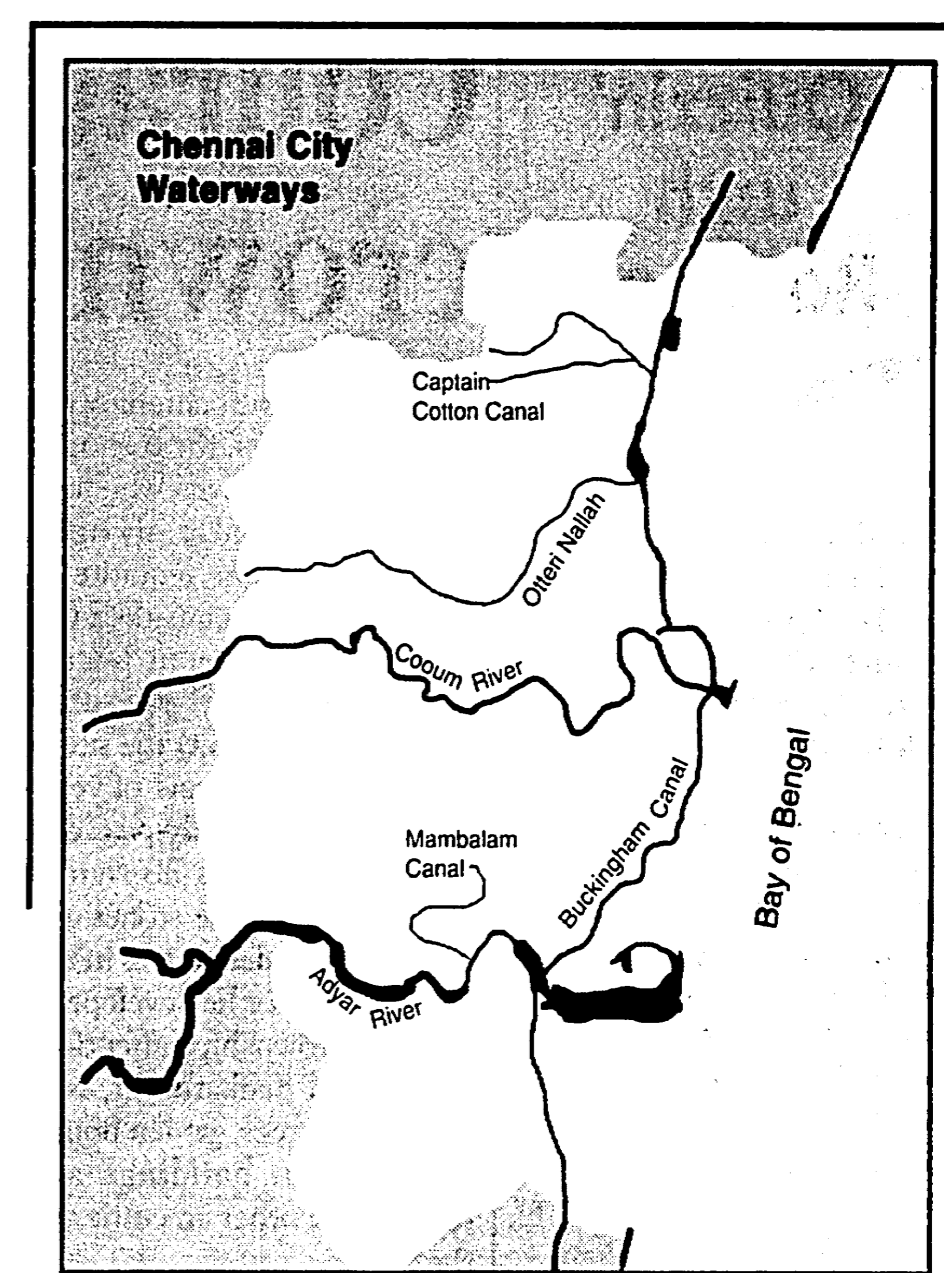 Chennai City
Waterways
Captain
Cotton Canal
Otteri Nallah
Cooum River
Buckingham Canal
Bay of Bengal
Mambalam
Canal
Adyar River